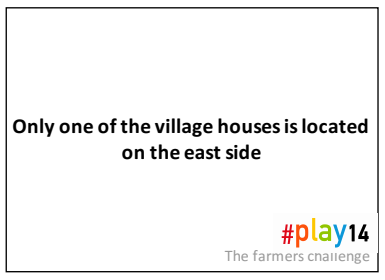 Only one of the village houses is located
on the east side
#play14
The farmers challenge